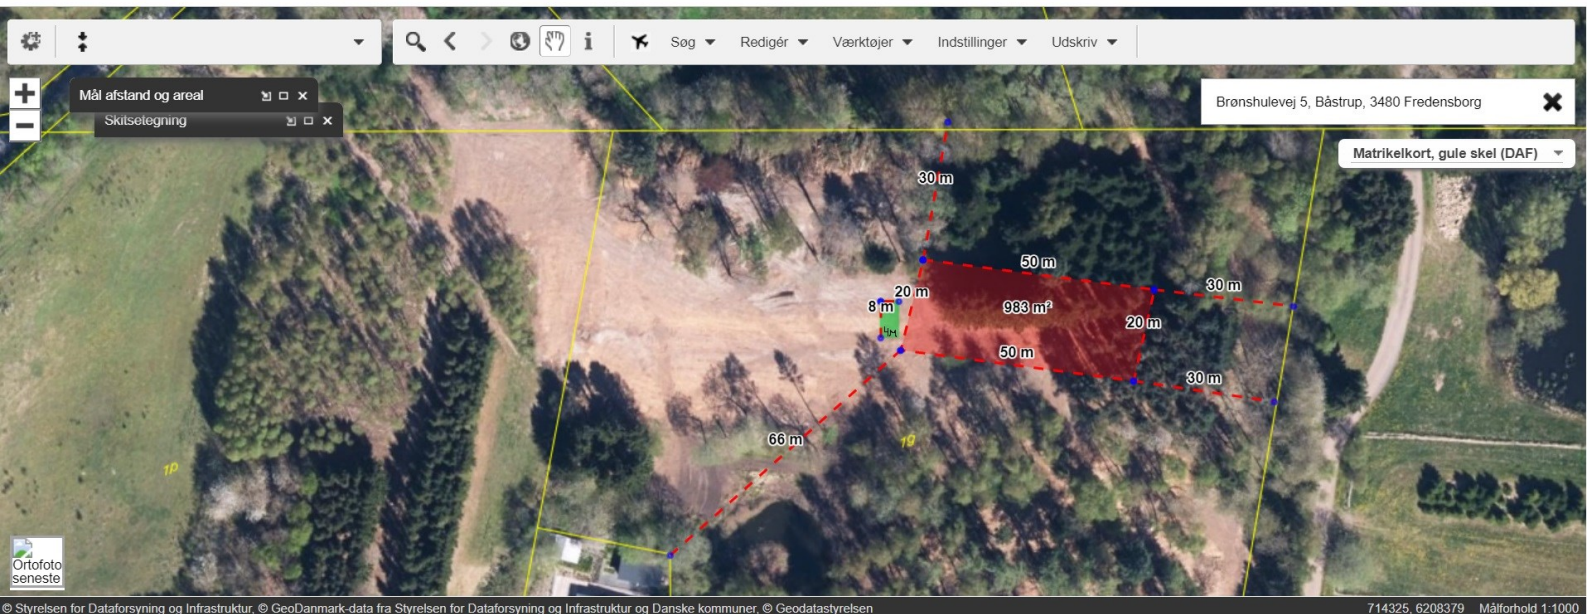 Søg Redigér Værktøjer Indstillinger Udskriv
Mål afstand og areal
Skitsetegning
Brønshulevej 5, Båstrup, 3480 Fredensborg
Matrikelkort, gule skel (DAF)
30 m
50 m
30 m
20 m
8 m
983 m²
20 m
4M
50 m
30 m
66 m
1g
1p
Ortofoto
seneste
© Styrelsen for Dataforsyning og Infrastruktur, © GeoDanmark-data fra Styrelsen for Dataforsyning og Infrastruktur og Danske kommuner, © Geodatastyrelsen 714325, 6208379 Målforhold 1:1000